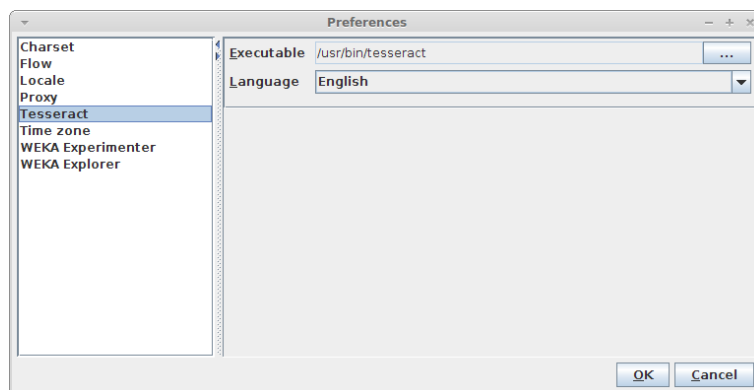 Preferences
Charset
Flow
Locale
Proxy
Tesseract
Time zone
WEKA Experimenter
WEKA Explorer
Executable /usr/bin/tesseract ...
Language English
OK Cancel